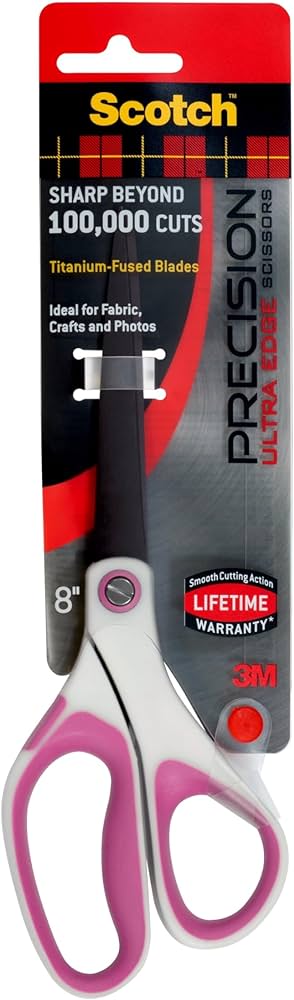 Scotch™
SHARP BEYOND
100,000 CUTS
Titanium-Fused Blades
Ideal for Fabric,
Crafts and Photos
PRECISION
ULTRA EDGE SCISSORS
8"
Smooth Cutting Action
LIFETIME
WARRANTY*
3M